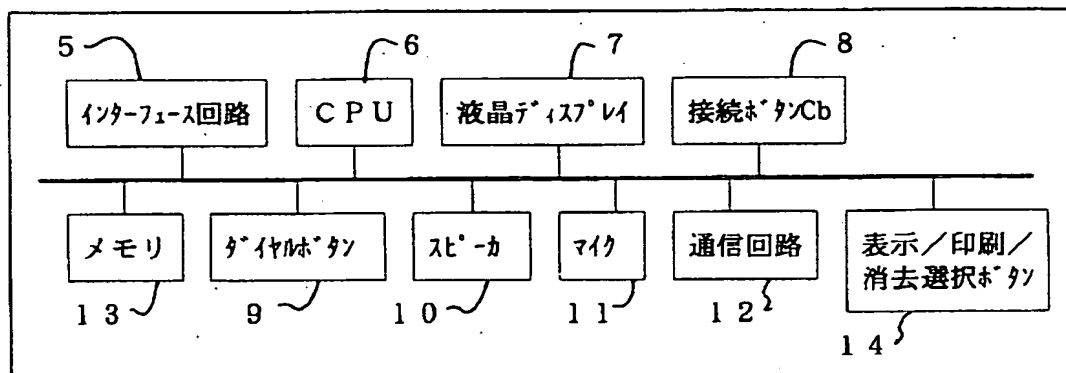 5 6 7 8
インターフェース回路 CPU 液晶ディスプレイ 接続ボタンCb
メモリ ダイヤルボタン スピーカ マイク 通信回路 表示／印刷／
消去選択ボタン
13 9 10 11 12
14